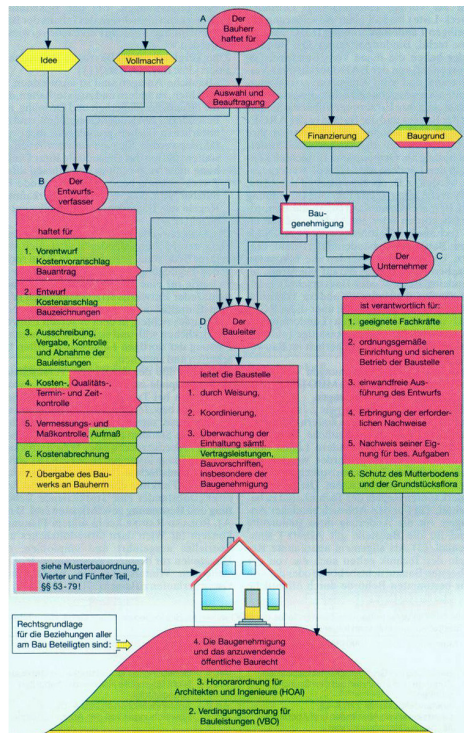 A
Der
Bauherr
haftet für
Idee
Vollmacht
Auswahl und
Beauftragung
Finanzierung
Baugrund
B
Der
Entwurfs-
verfasser
haftet für
1. Vorentwurf
Kostenvoranschlag
Bauantrag
2. Entwurf
Kostenanschlag
Bauzeichnungen
3. Ausschreibung,
Vergabe, Kontrolle
und Abnahme der
Bauleistungen
4. Kosten-, Qualitäts-,
Termin- und Zeit-
kontrolle
5. Vermessungs- und
Maßkontrolle, Aufmaß
6. Kostenabrechnung
7. Übergabe des Bau-
werks an Bauherrn
Bau-
genehmigung
C
Der
Unternehmer
ist verantwortlich für:
1. geeignete Fachkräfte
2. ordnungsgemäße
Einrichtung und sicheren
Betrieb der Baustelle
3. einwandfreie Aus-
führung des Entwurfs
4. Erbringung der erforder-
lichen Nachweise
5. Nachweis seiner Eig-
nung für bes. Aufgaben
6. Schutz des Mutterbodens
und der Grundstücksflora
D
Der
Bauleiter
leitet die Baustelle
1. durch Weisung,
2. Koordinierung,
3. Überwachung der
Einhaltung sämtl.
Vertragsleistungen,
Bauvorschriften,
insbesondere der
Baugenehmigung
siehe Musterbauordnung,
Vierter und Fünfter Teil,
§§ 53-79!
Rechtsgrundlage
für die Beziehungen aller
am Bau Beteiligten sind:
4. Die Baugenehmigung
und das anzuwendende
öffentliche Baurecht
3. Honorarordnung für
Architekten und Ingenieure (HOAI)
2. Verdingungsordnung für
Bauleistungen (VBO)